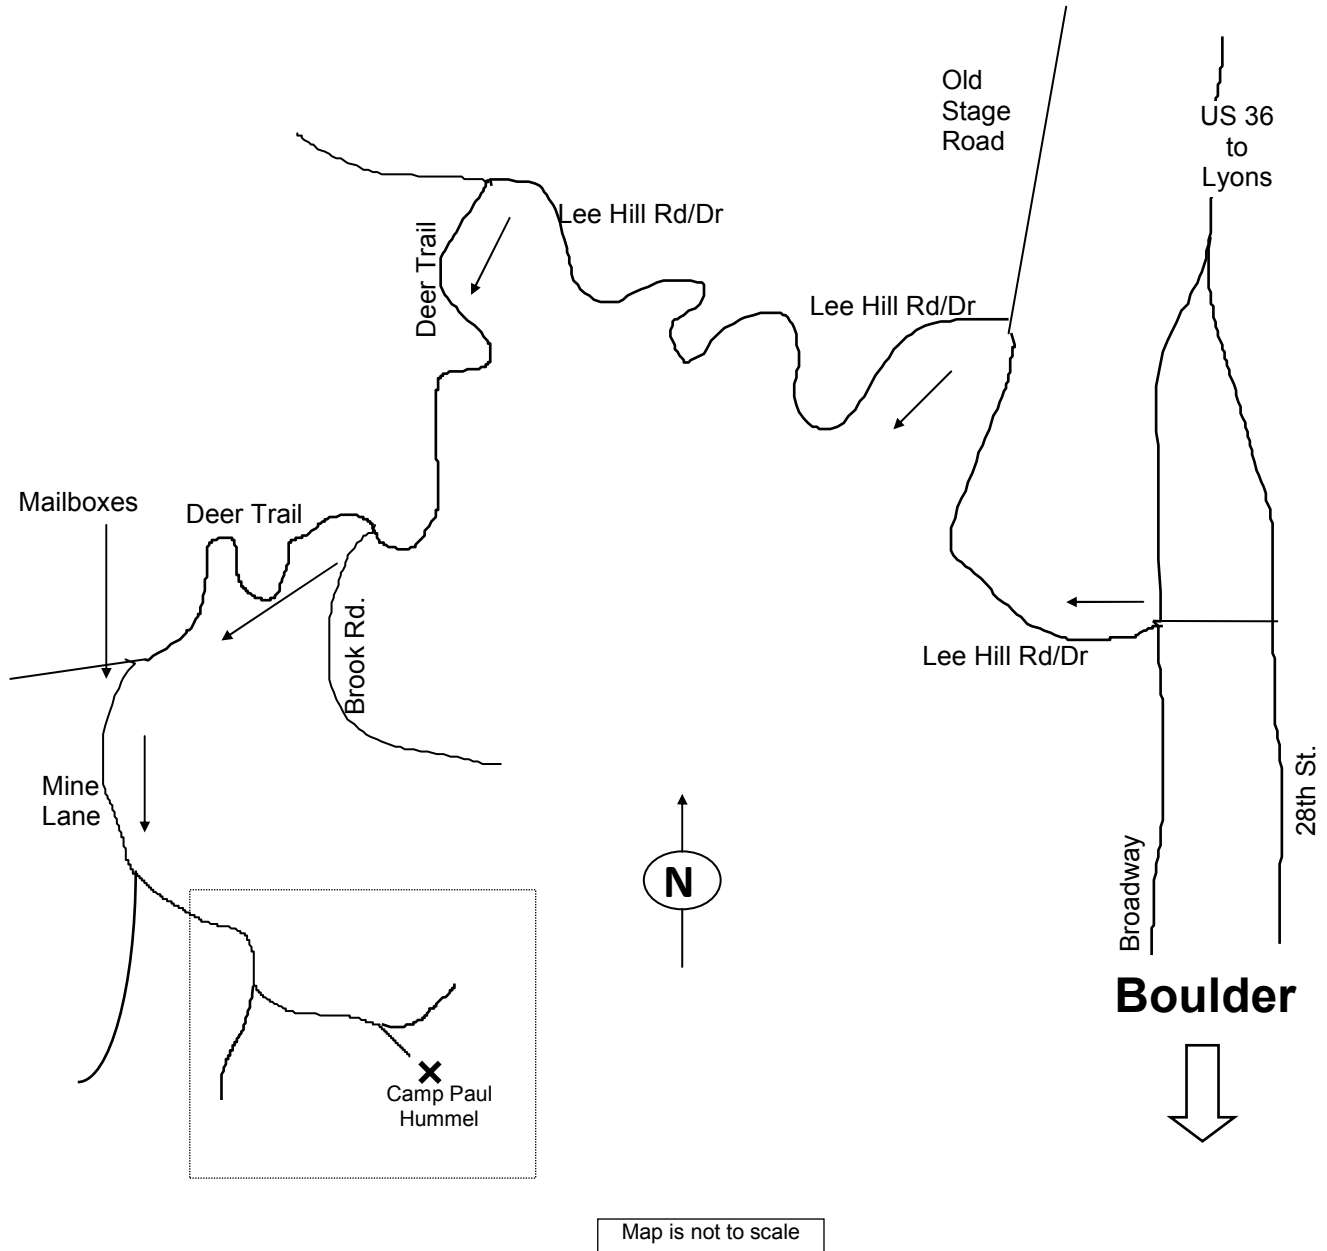 Old
Stage
Road
US 36
to
Lyons
Lee Hill Rd/Dr
Deer Trail
Lee Hill Rd/Dr
Mailboxes
Deer Trail
Brook Rd.
Lee Hill Rd/Dr
Mine
Lane
28th St.
Broadway
N
Boulder
Camp Paul
Hummel
Map is not to scale